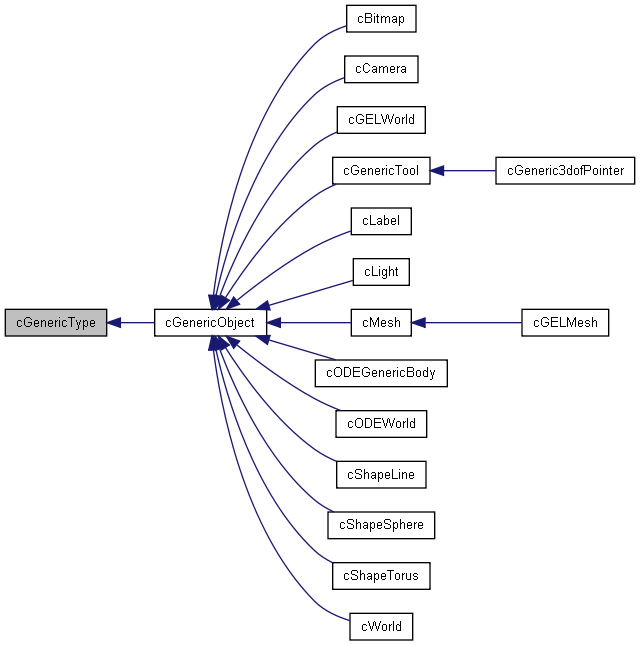 cBitmap
cCamera
cGELWorld
cGenericTool
cGeneric3dofPointer
cLabel
cLight
cGenericType
cGenericObject
cMesh
cGELMesh
cODEGenericBody
cODEWorld
cShapeLine
cShapeSphere
cShapeTorus
cWorld